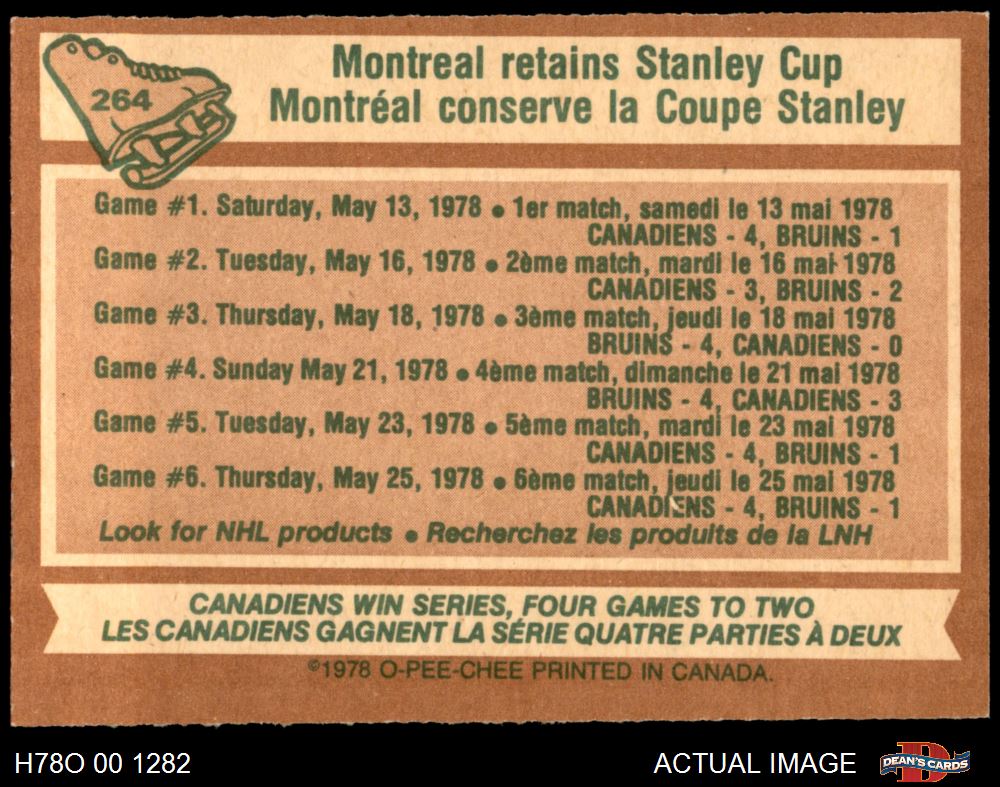 264
Montreal retains Stanley Cup
Montréal conserve la Coupe Stanley
Game #1. Saturday, May 13, 1978 • 1er match, samedi le 13 mai 1978
CANADIENS - 4, BRUINS - 1
Game #2. Tuesday, May 16, 1978 • 2ème match, mardi le 16 mai 1978
CANADIENS - 3, BRUINS - 2
Game #3. Thursday, May 18, 1978 • 3ème match, jeudi le 18 mai 1978
BRUINS - 4, CANADIENS - 0
Game #4. Sunday May 21, 1978 • 4ème match, dimanche le 21 mai 1978
BRUINS - 4, CANADIENS - 3
Game #5. Tuesday, May 23, 1978 • 5ème match, mardi le 23 mai 1978
CANADIENS - 4, BRUINS - 1
Game #6. Thursday, May 25, 1978 • 6ème match, jeudi le 25 mai 1978
CANADIENS - 4, BRUINS - 1
Look for NHL products • Recherchez les produits de la LNH
CANADIENS WIN SERIES, FOUR GAMES TO TWO
LES CANADIENS GAGNENT LA SÉRIE QUATRE PARTIES À DEUX
©1978 O-PEE-CHEE PRINTED IN CANADA.
H78O 00 1282
ACTUAL IMAGE
D
DEAN'S CARDS